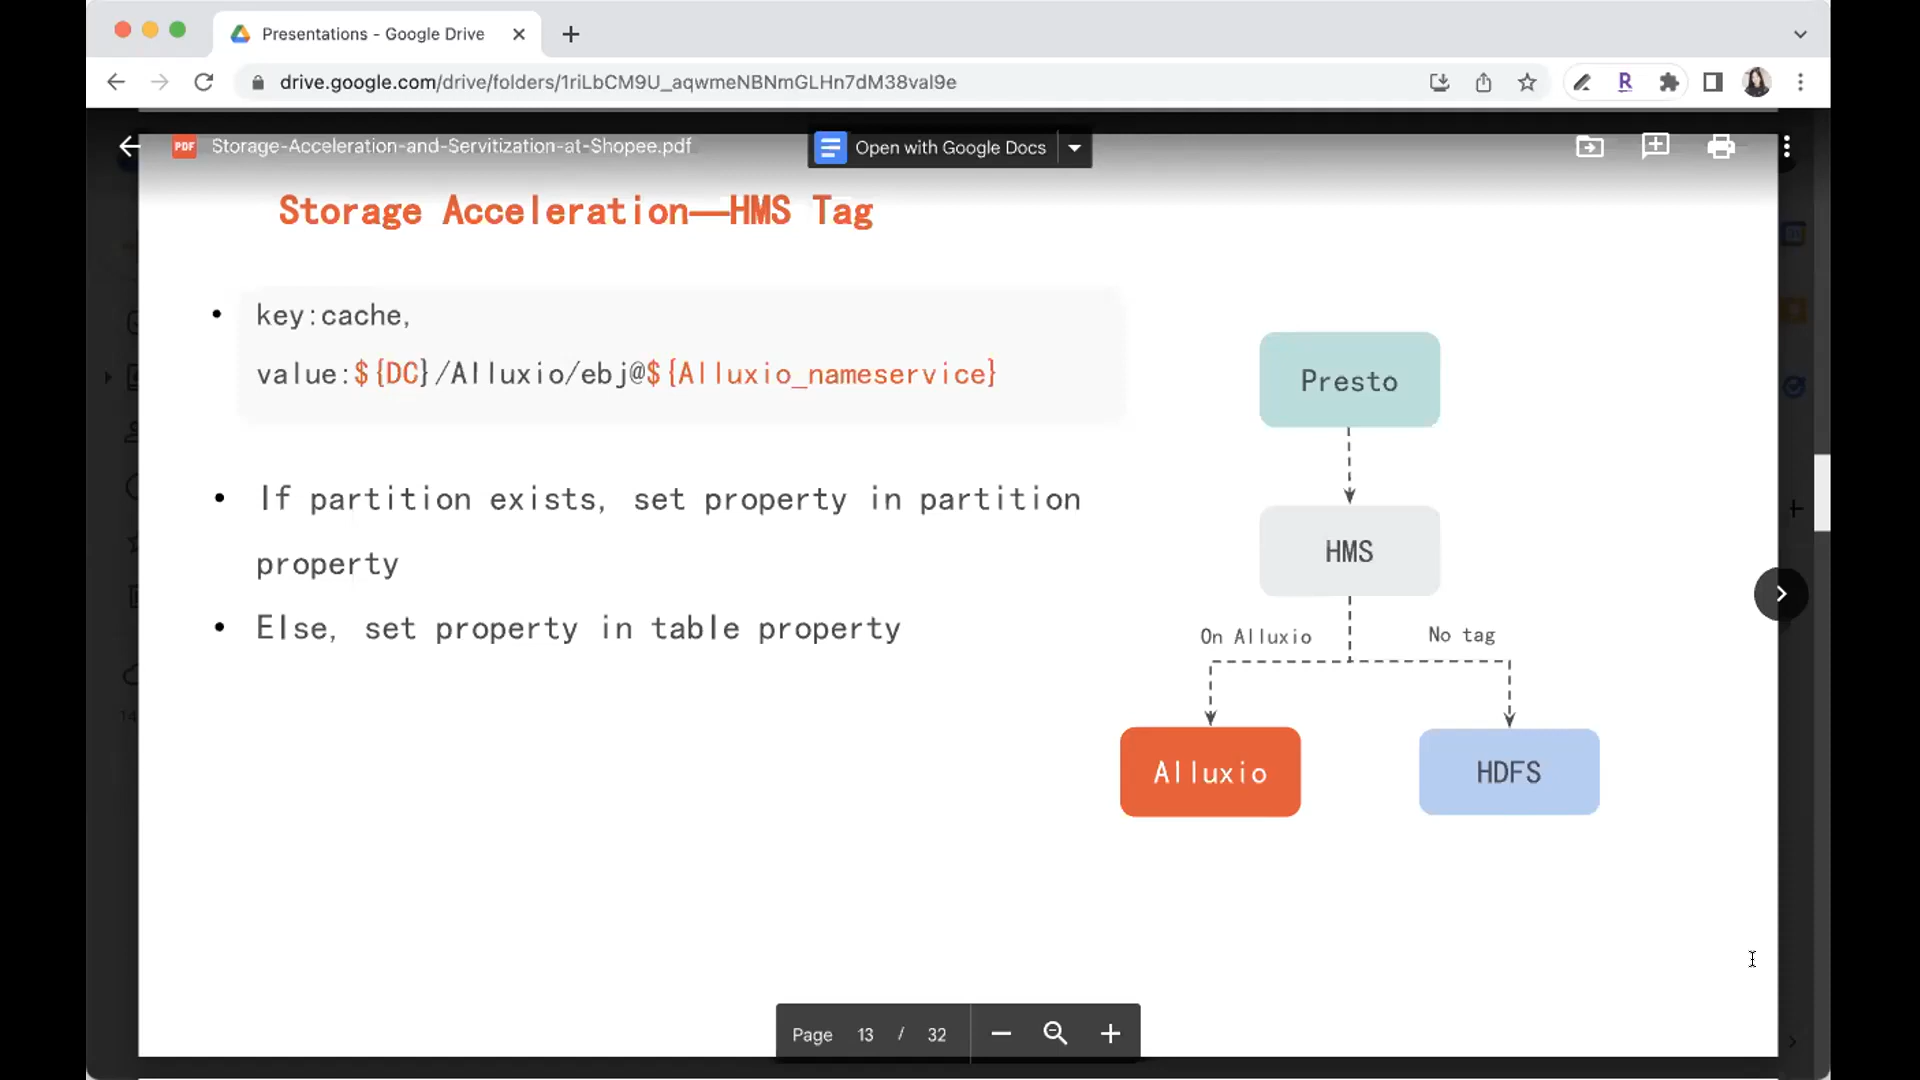 Presentations - Google Drive
drive.google.com/drive/folders/1riLbCM9U_aqwmeNBNmGLHn7dM38val9e
R
PDF
Storage-Acceleration-and-Servitization-at-Shopee.pdf
Open with Google Docs
Storage Acceleration—HMS Tag
• key:cache,
value:${DC}/Alluxio/ebj@${Alluxio_nameservice}
• If partition exists, set property in partition
property
• Else, set property in table property
Presto
HMS
On Alluxio
No tag
Alluxio
HDFS
Page 13 / 32